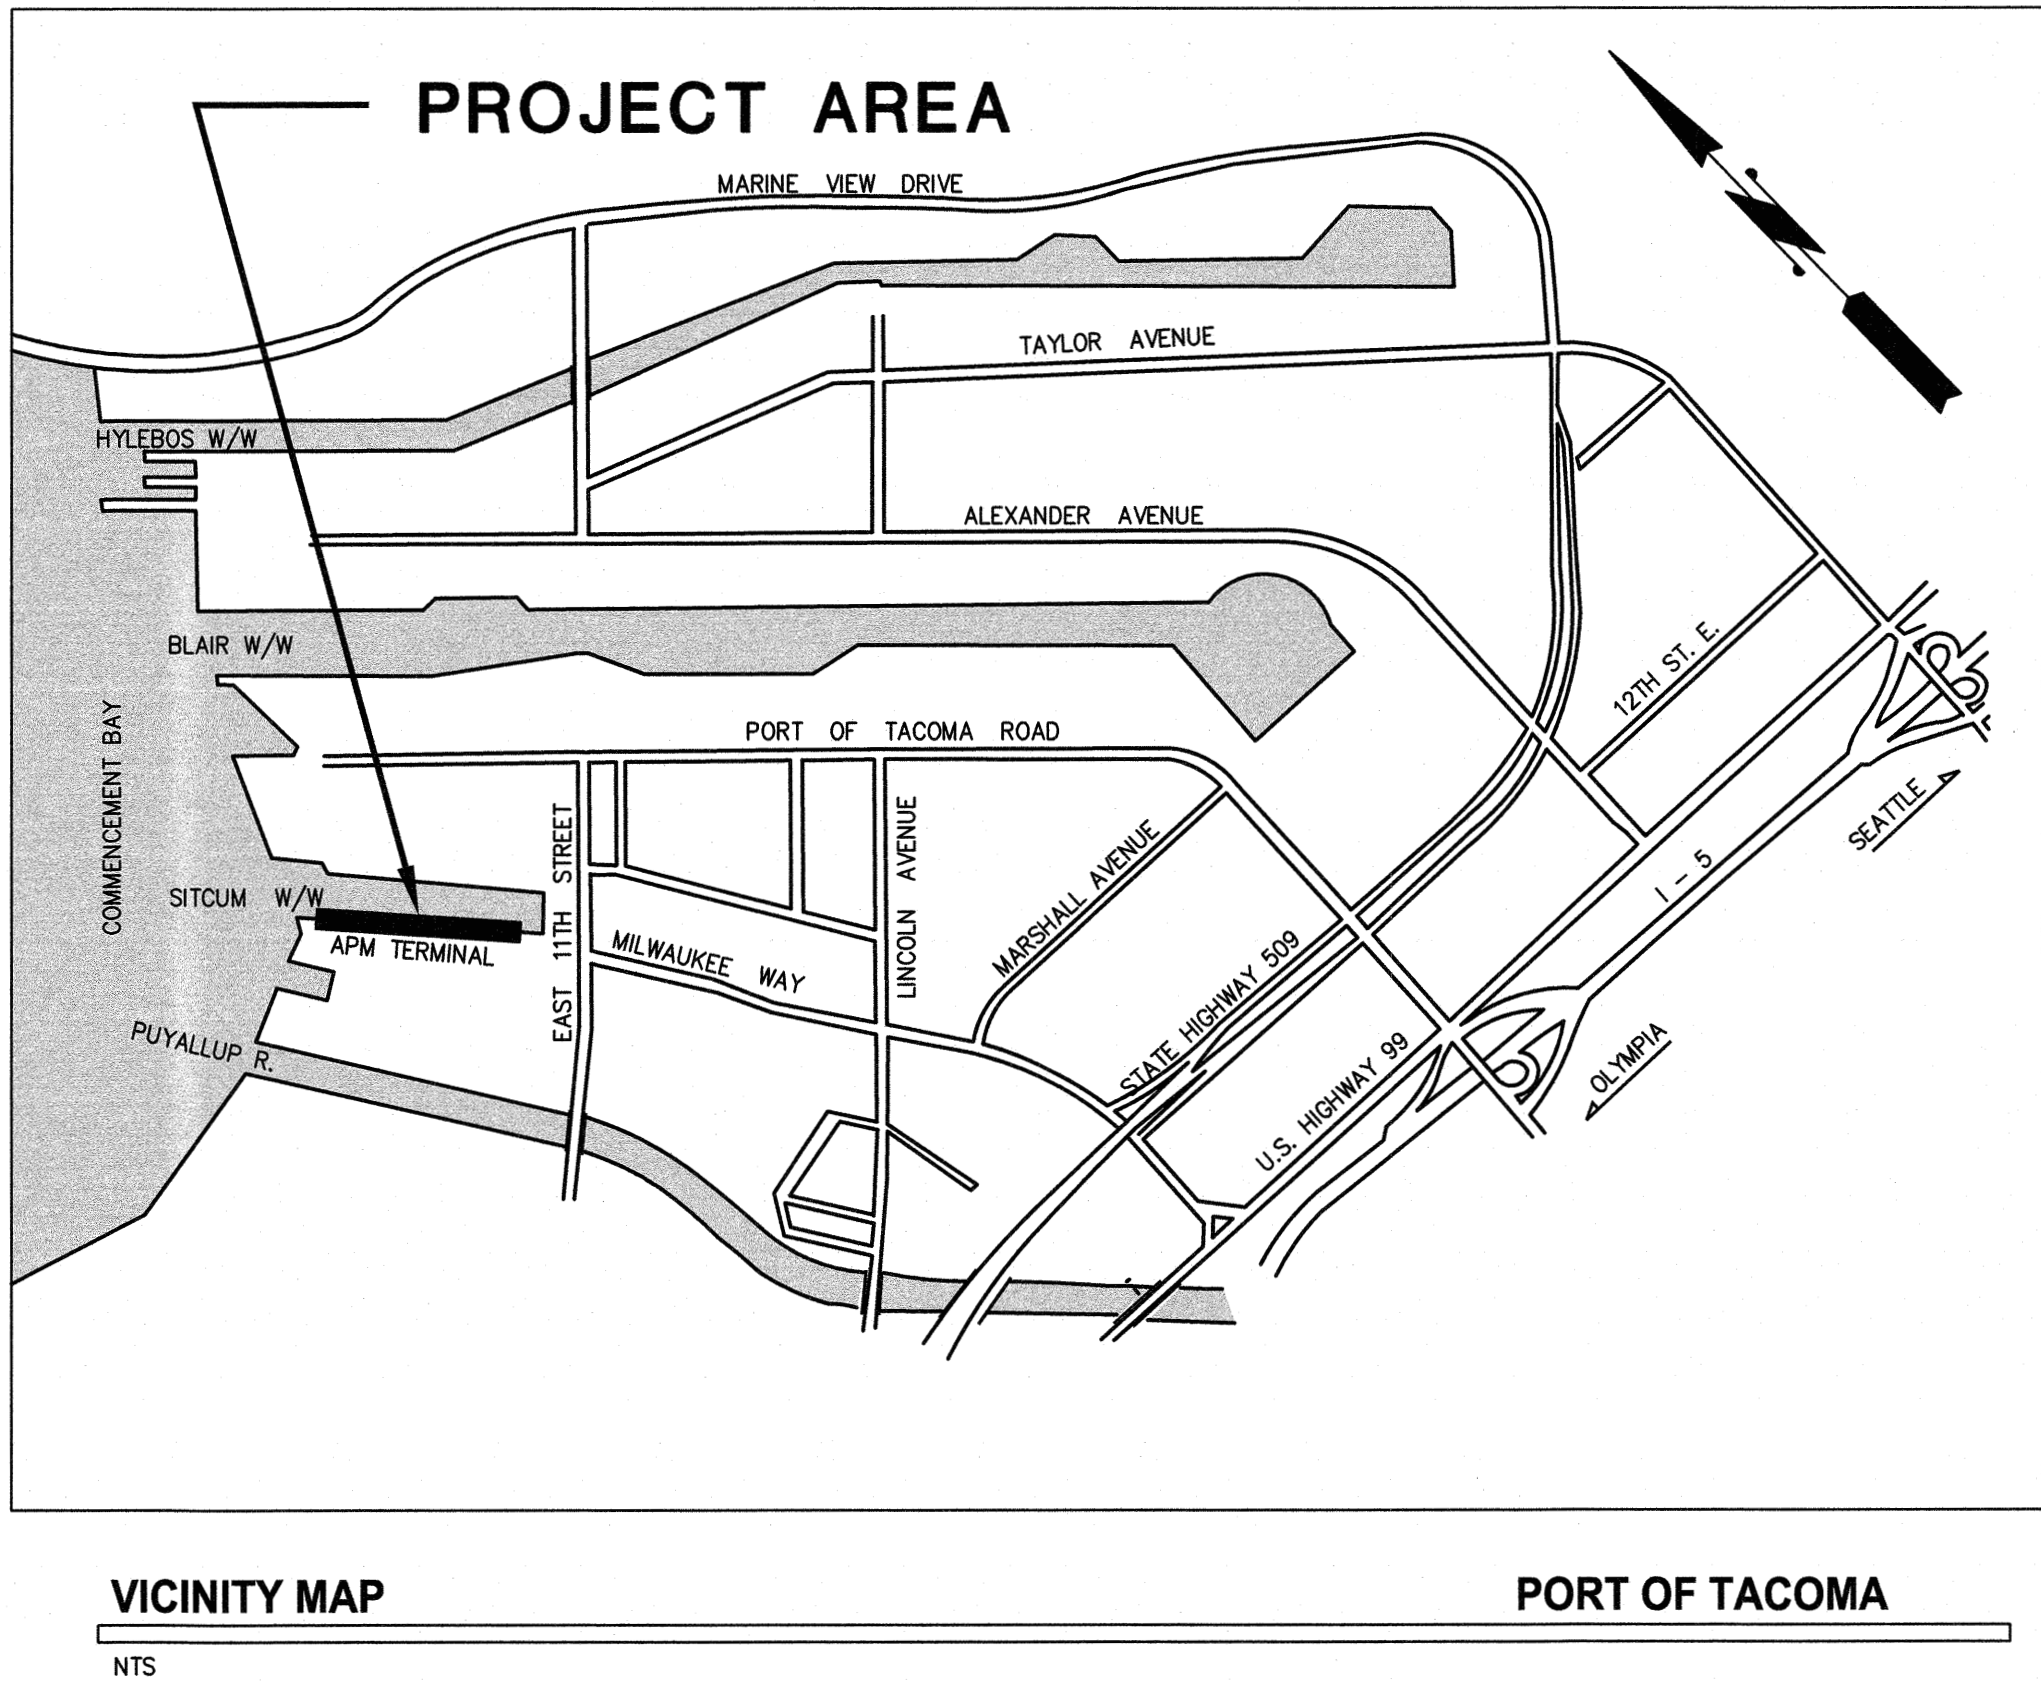 PROJECT AREA
MARINE VIEW DRIVE
TAYLOR AVENUE
HYLEBOS W/W
ALEXANDER AVENUE
BLAIR W/W
12TH ST. E.
COMMENCEMENT BAY
PORT OF TACOMA ROAD
SEATTLE
EAST 11TH STREET
LINCOLN AVENUE
MARSHALL AVENUE
I - 5
SITCUM W/W
APM TERMINAL
MILWAUKEE WAY
STATE HIGHWAY 509
U.S. HIGHWAY 99
OLYMPIA
PUYALLUP R.
VICINITY MAP
PORT OF TACOMA
NTS